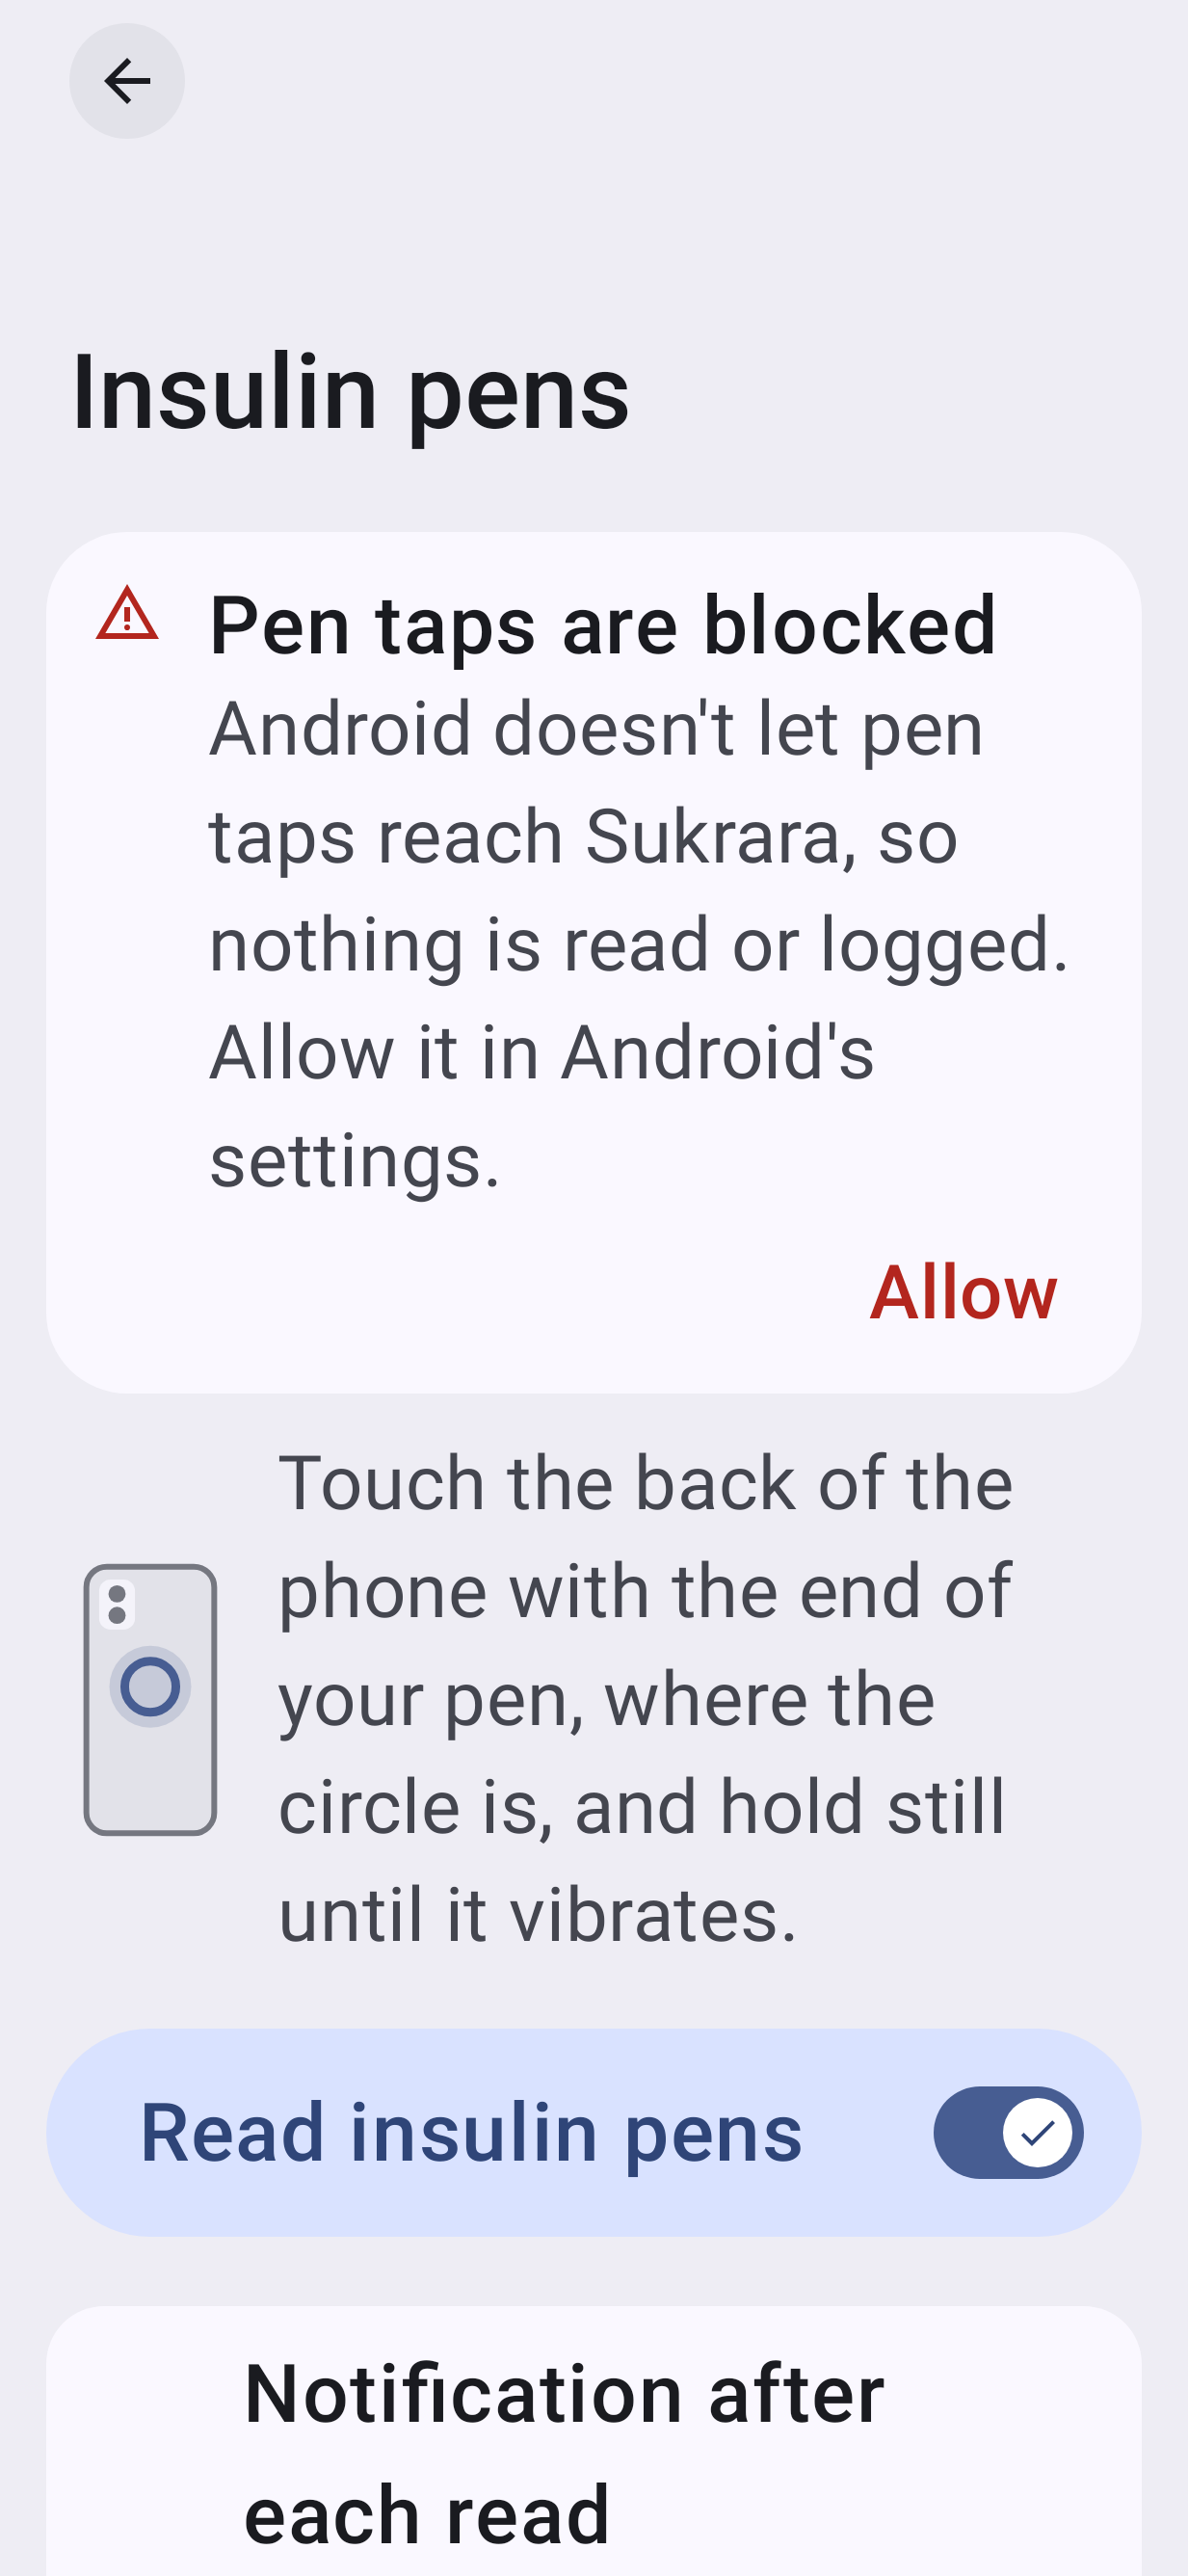 Insulin pens
Pen taps are blocked
Android doesn't let pen
taps reach Sukrara, so
nothing is read or logged.
Allow it in Android's
settings.
Allow
Touch the back of the
phone with the end of
your pen, where the
circle is, and hold still
until it vibrates.
Read insulin pens
Notification after
each read